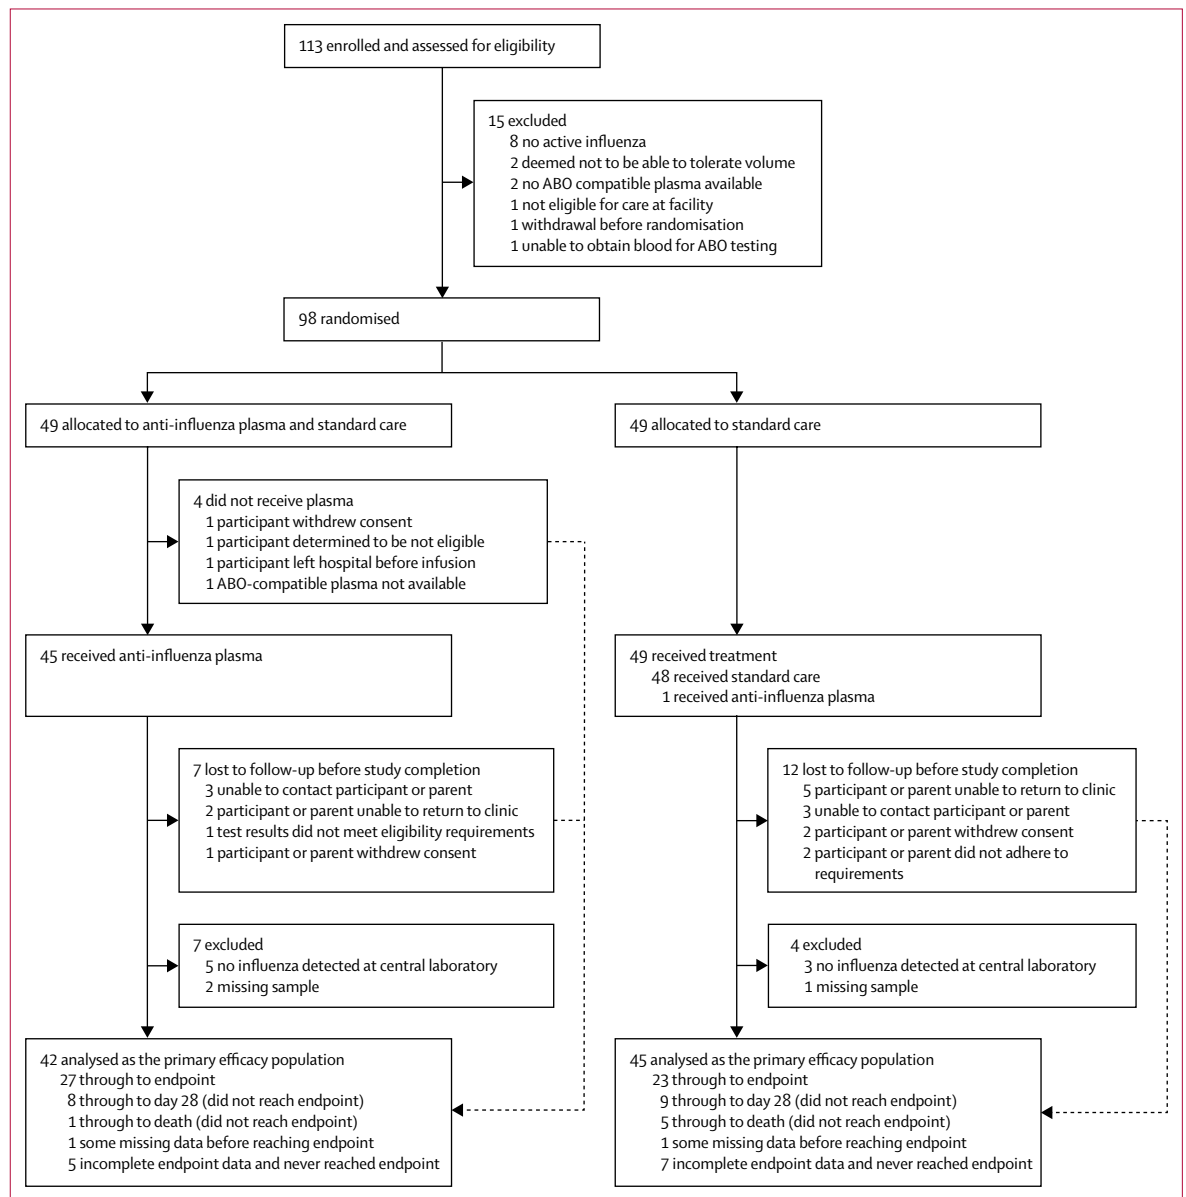 113 enrolled and assessed for eligibility
15 excluded
8 no active influenza
2 deemed not to be able to tolerate volume
2 no ABO compatible plasma available
1 not eligible for care at facility
1 withdrawal before randomisation
1 unable to obtain blood for ABO testing
98 randomised
49 allocated to anti-influenza plasma and standard care
49 allocated to standard care
4 did not receive plasma
1 participant withdrew consent
1 participant determined to be not eligible
1 participant left hospital before infusion
1 ABO-compatible plasma not available
45 received anti-influenza plasma
49 received treatment
48 received standard care
1 received anti-influenza plasma
7 lost to follow-up before study completion
3 unable to contact participant or parent
2 participant or parent unable to return to clinic
1 test results did not meet eligibility requirements
1 participant or parent withdrew consent
12 lost to follow-up before study completion
5 participant or parent unable to return to clinic
3 unable to contact participant or parent
2 participant or parent withdrew consent
2 participant or parent did not adhere to
requirements
7 excluded
5 no influenza detected at central laboratory
2 missing sample
4 excluded
3 no influenza detected at central laboratory
1 missing sample
42 analysed as the primary efficacy population
27 through to endpoint
8 through to day 28 (did not reach endpoint)
1 through to death (did not reach endpoint)
1 some missing data before reaching endpoint
5 incomplete endpoint data and never reached endpoint
45 analysed as the primary efficacy population
23 through to endpoint
9 through to day 28 (did not reach endpoint)
5 through to death (did not reach endpoint)
1 some missing data before reaching endpoint
7 incomplete endpoint data and never reached endpoint